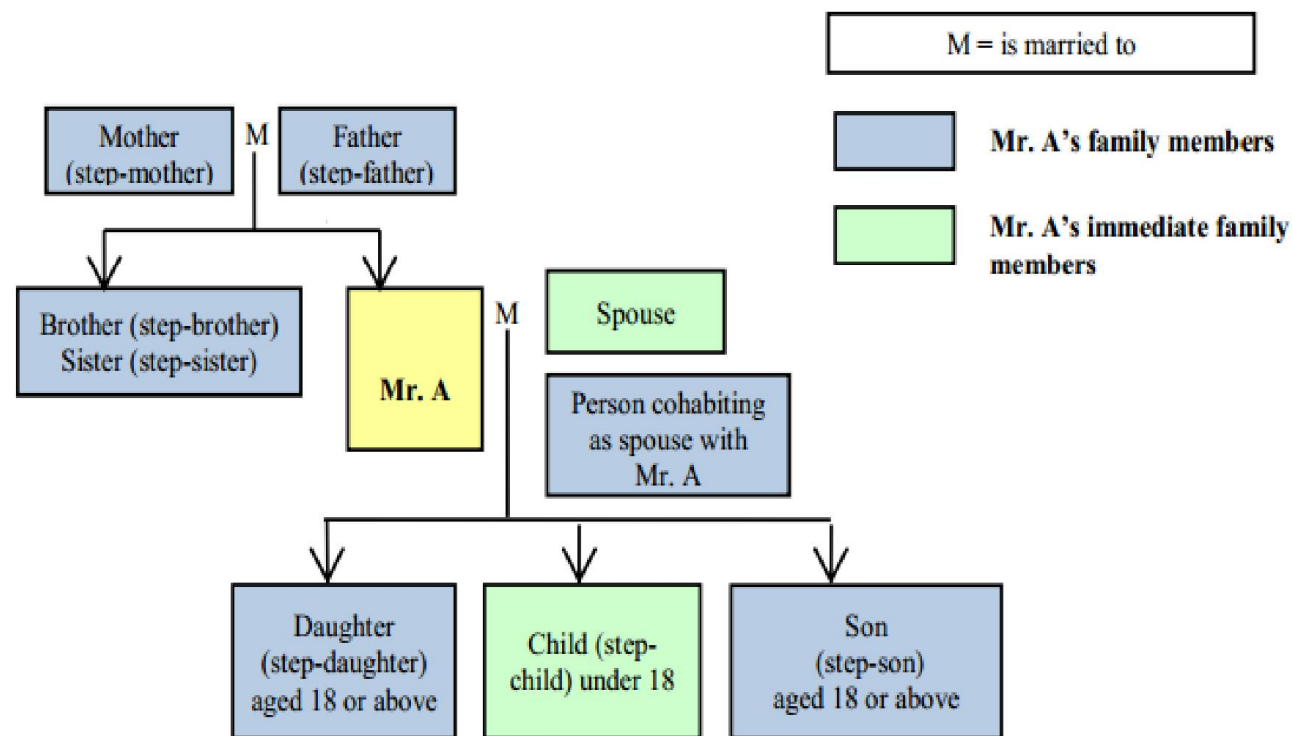 M = is married to
Mother
(step-mother)
M
Father
(step-father)
Mr. A's family members
Mr. A's immediate family
members
Brother (step-brother)
Sister (step-sister)
Mr. A
M
Spouse
Person cohabiting
as spouse with
Mr. A
Daughter
(step-daughter)
aged 18 or above
Child (step-
child) under 18
Son
(step-son)
aged 18 or above